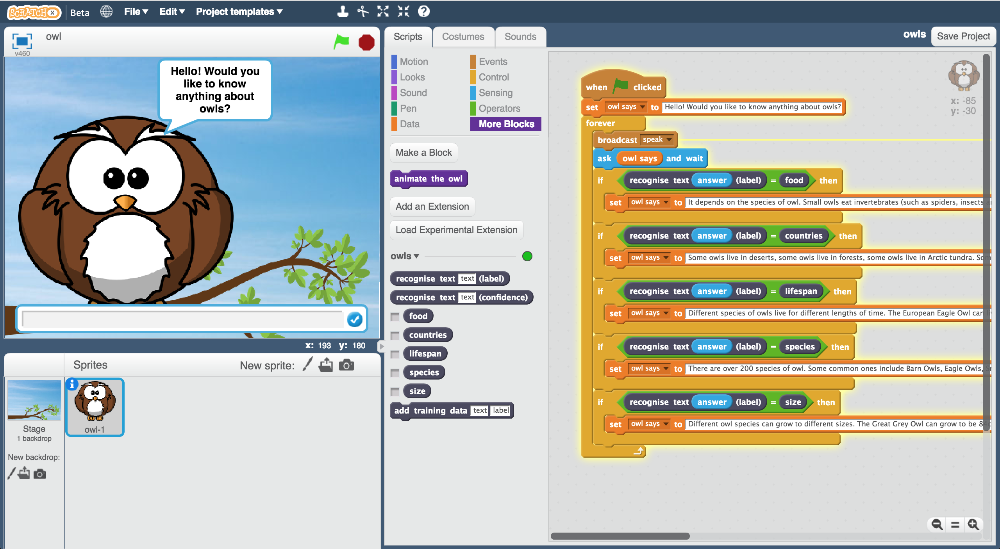 SCRATCHX
Beta
File
Edit
Project templates
owl
v460
Hello! Would you
like to know
anything about
owls?
x: 193 y: 180
Sprites
New sprite:
Stage
1 backdrop
New backdrop:
owl-1
Scripts
Costumes
Sounds
owls
Save Project
Motion
Looks
Sound
Pen
Data
Events
Control
Sensing
Operators
More Blocks
Make a Block
animate the owl
Add an Extension
Load Experimental Extension
owls
recognise text text (label)
recognise text text (confidence)
food
countries
lifespan
species
size
add training data text label
x: -85
y: -30
when clicked
set owl says to Hello! Would you like to know anything about owls?
forever
broadcast speak
ask owl says and wait
if recognise text answer (label) = food then
set owl says to It depends on the species of owl. Small owls eat invertebrates (such as spiders, insects
if recognise text answer (label) = countries then
set owl says to Some owls live in deserts, some owls live in forests, some owls live in Arctic tundra.
if recognise text answer (label) = lifespan then
set owl says to Different species of owls live for different lengths of time. The European Eagle Owl can
if recognise text answer (label) = species then
set owl says to There are over 200 species of owl. Some common ones include Barn Owls, Eagle Owls,
if recognise text answer (label) = size then
set owl says to Different owl species can grow to different sizes. The Great Grey Owl can grow to be